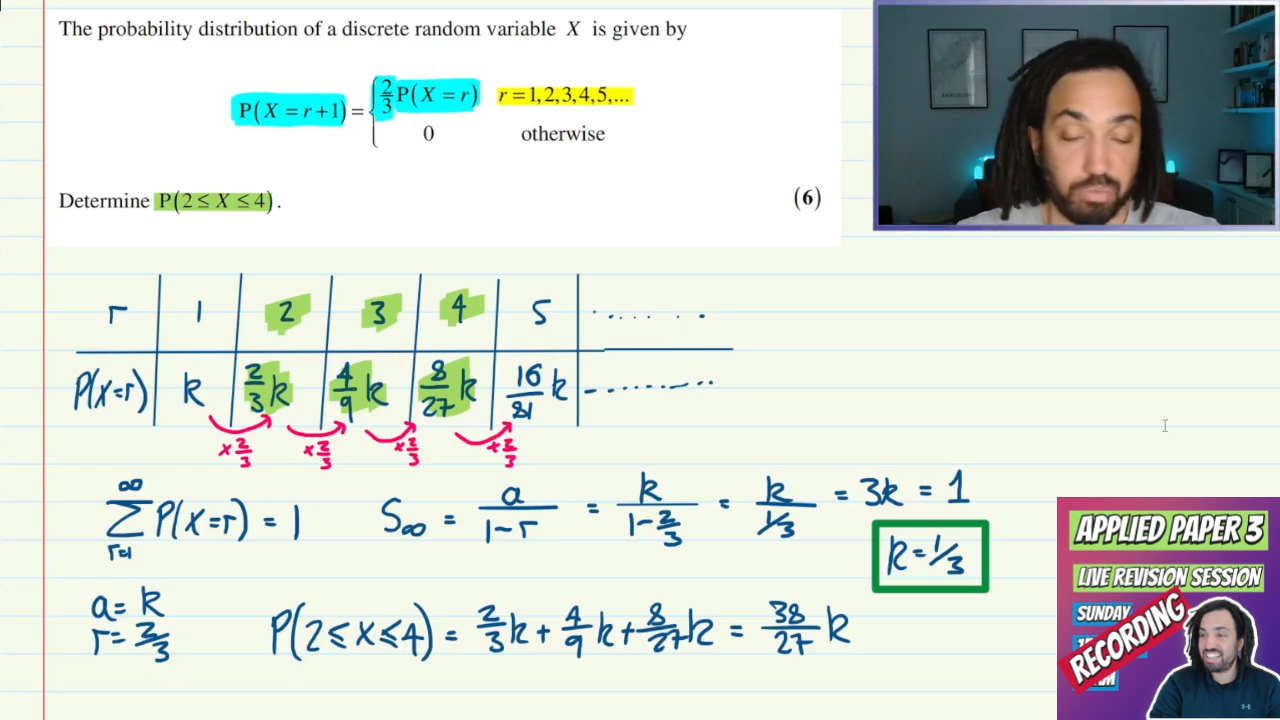 The probability distribution of a discrete random variable X is given by
P(X = r+1) = { 2/3 P(X = r) r = 1,2,3,4,5,...
0 otherwise
Determine P(2 ≤ X ≤ 4).
(6)
r 1 2 3 4 5 ......
P(X=r) k 2/3 k 4/9 k 8/27 k 16/81 k ........
×2/3 ×2/3 ×2/3 ×2/3
∞ Σ r=1 P(X=r) = 1
S∞ = a/(1-r) = k/(1-2/3) = k/(1/3) = 3k = 1
k = 1/3
a = k
r = 2/3
P(2 ≤ X ≤ 4) = 2/3 k + 4/9 k + 8/27 k = 38/27 k
BARCELONA
APPLIED PAPER 3
LIVE REVISION SESSION
SUNDAY
RECORDING